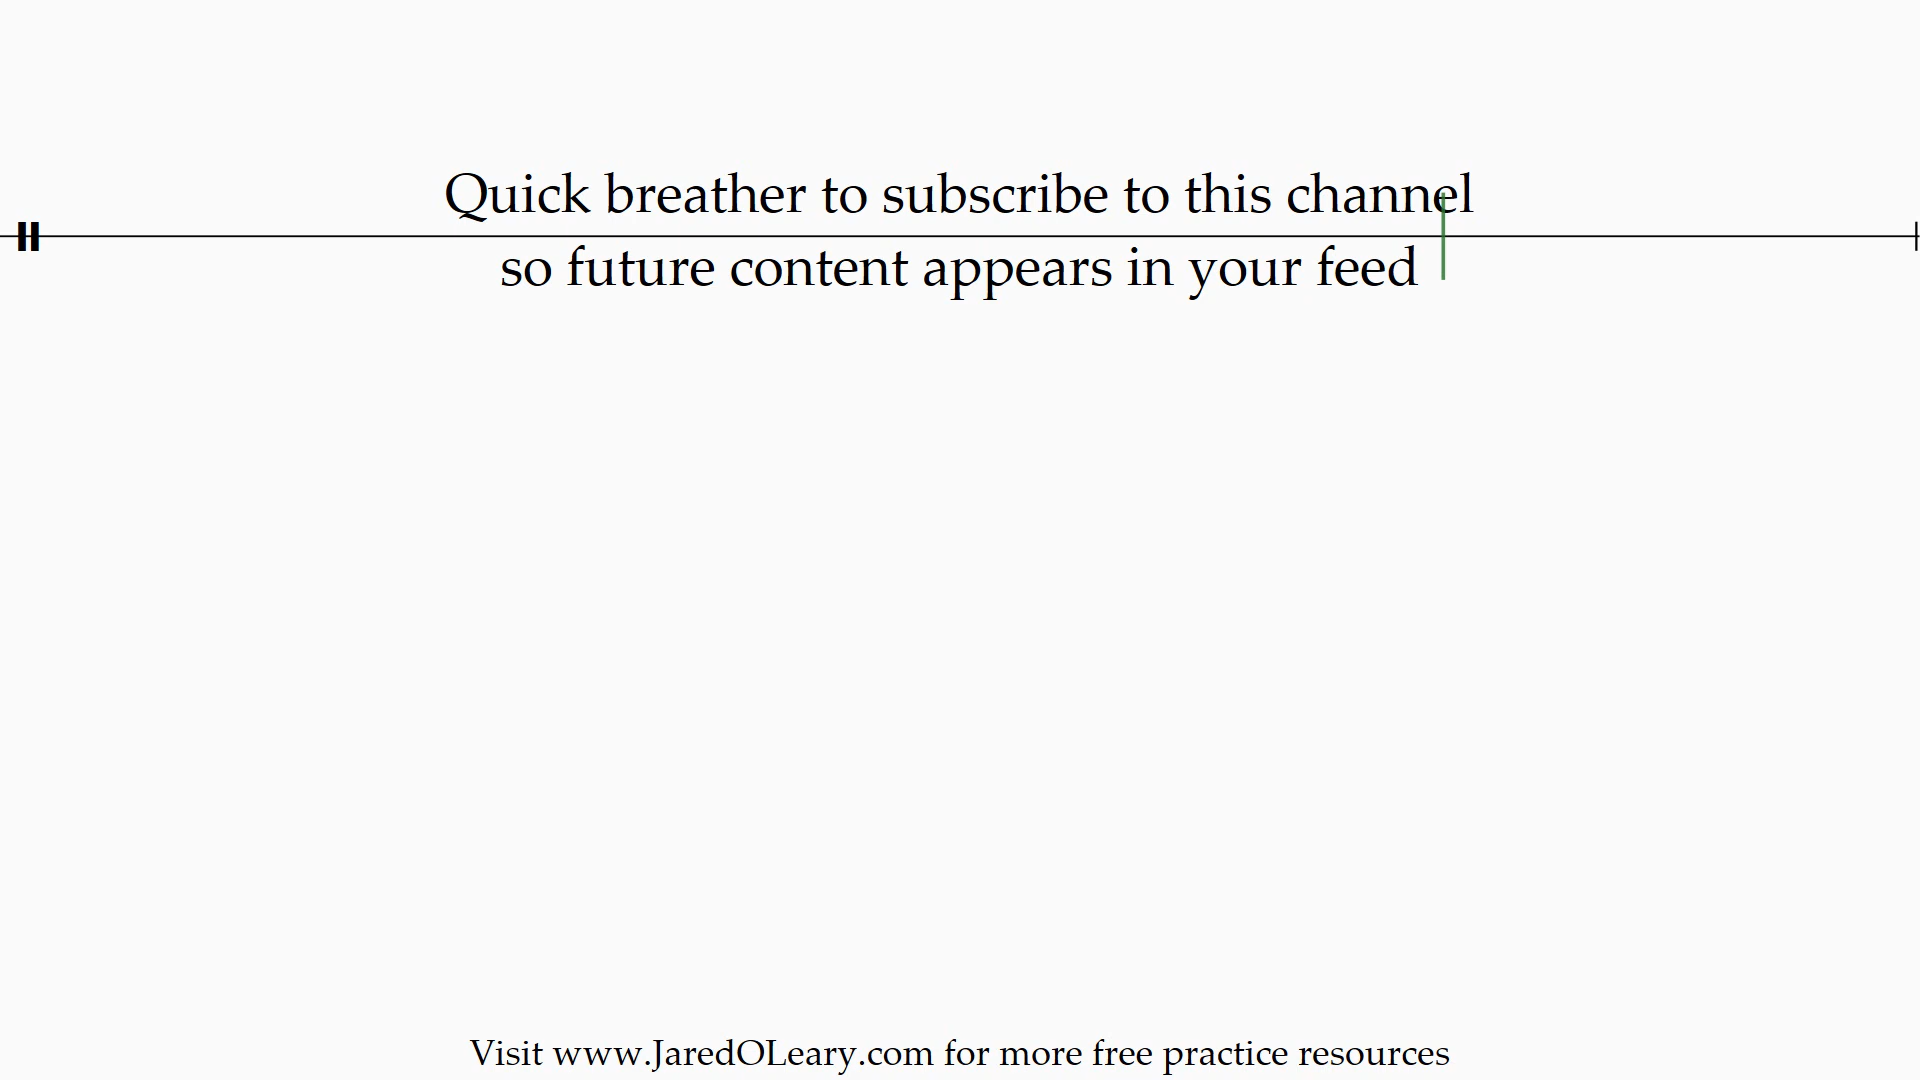 Quick breather to subscribe to this channel
so future content appears in your feed
Visit www.JaredOLeary.com for more free practice resources